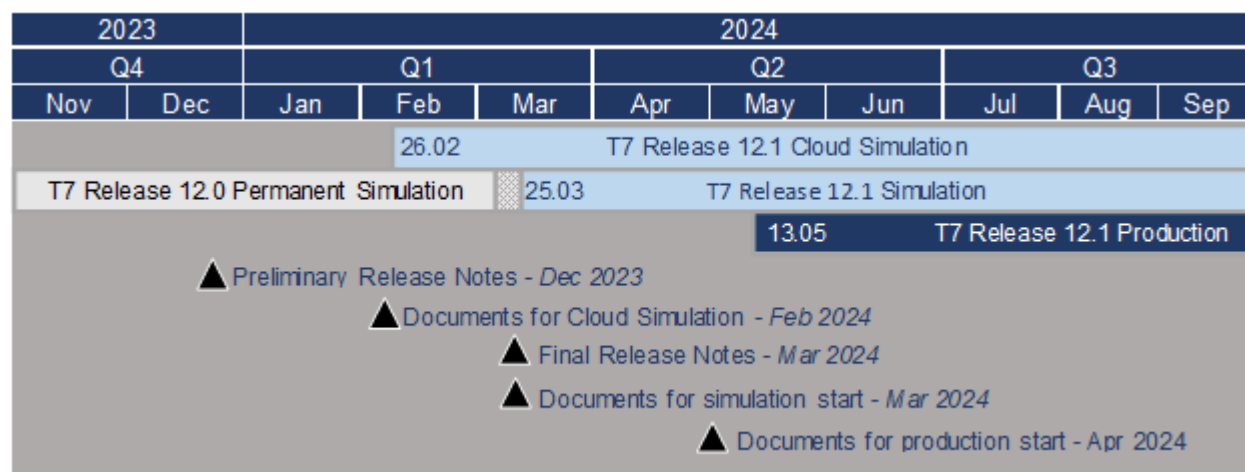 2023 2024
Q4 Q1 Q2 Q3
Nov Dec Jan Feb Mar Apr May Jun Jul Aug Sep
26.02 T7 Release 12.1 Cloud Simulation
T7 Release 12.0 Permanent Simulation 25.03 T7 Release 12.1 Simulation
13.05 T7 Release 12.1 Production
Preliminary Release Notes - Dec 2023
Documents for Cloud Simulation - Feb 2024
Final Release Notes - Mar 2024
Documents for simulation start - Mar 2024
Documents for production start - Apr 2024